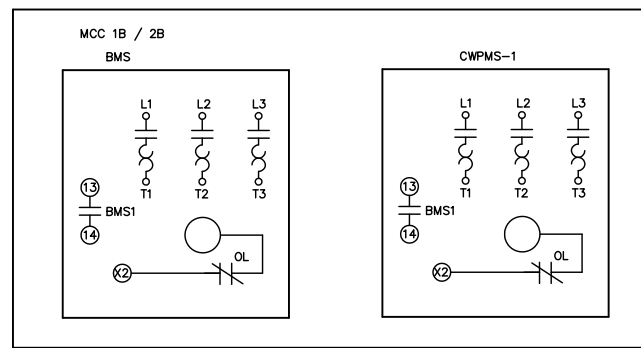 MCC 1B / 2B
BMS
CWPMS-1
L1 L2 L3
L1 L2 L3
T1 T2 T3
T1 T2 T3
13
BMS1
14
13
BMS1
14
OL
X2
OL
X2